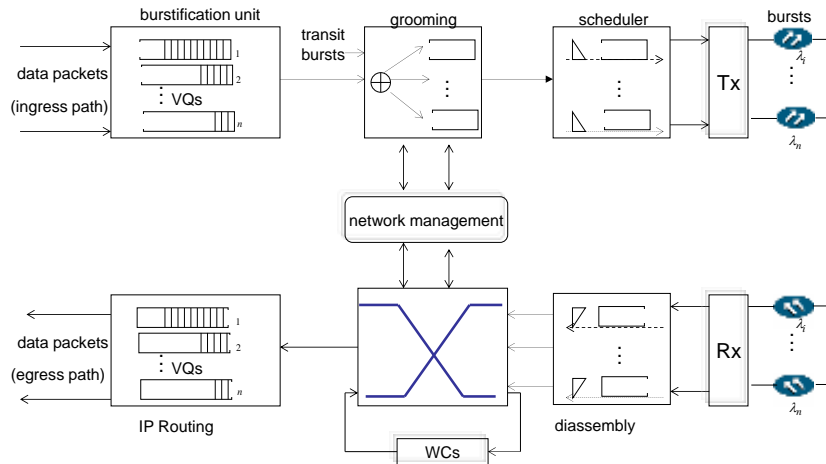 burstification unit
grooming
scheduler
bursts
transit
bursts
data packets
(ingress path)
1
2
VQs
n
Tx
λi
λn
network management
data packets
(egress path)
1
2
VQs
n
Rx
λi
λn
IP Routing
WCs
diassembly